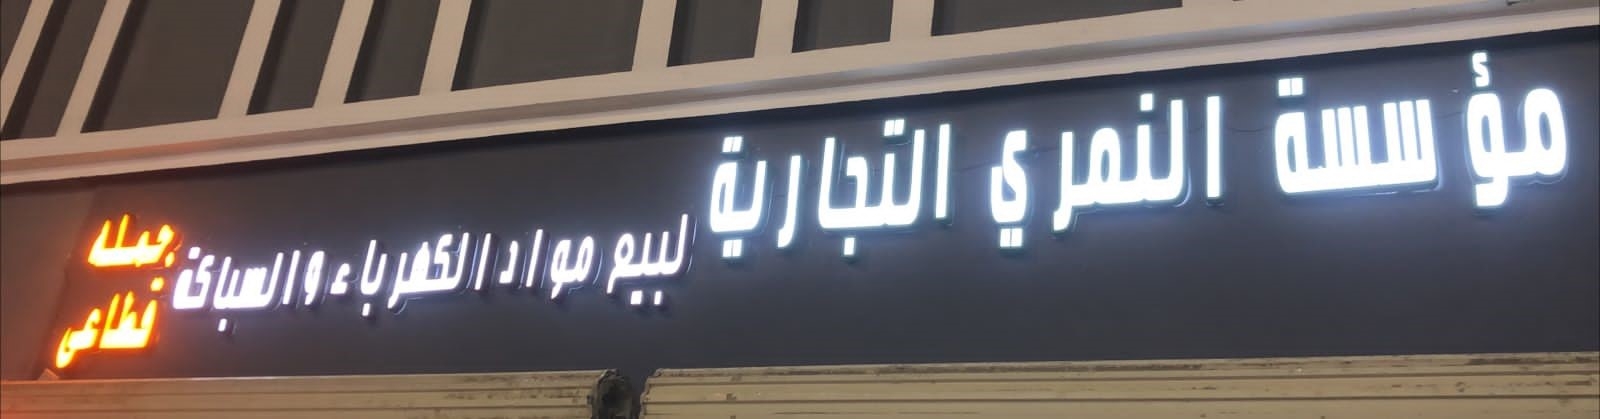 مؤسسة النمري التجارية
لبيع مواد الكهرباء والسباكة
جملة
قطاعي